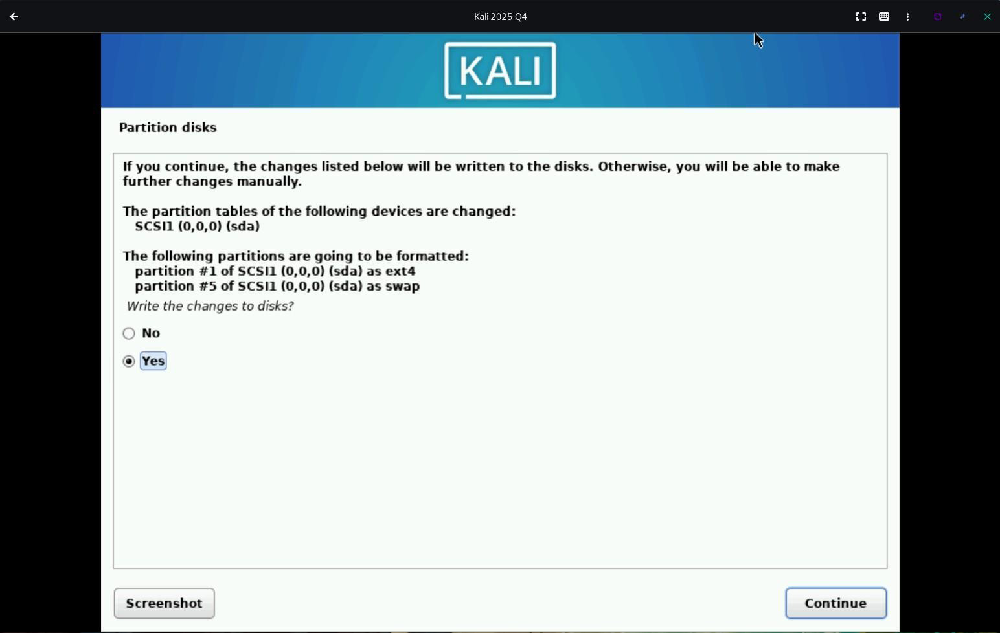 Kali 2025 Q4
KALI
Partition disks
If you continue, the changes listed below will be written to the disks. Otherwise, you will be able to make
further changes manually.
The partition tables of the following devices are changed:
SCSI1 (0,0,0) (sda)
The following partitions are going to be formatted:
partition #1 of SCSI1 (0,0,0) (sda) as ext4
partition #5 of SCSI1 (0,0,0) (sda) as swap
Write the changes to disks?
No
Yes
Screenshot
Continue